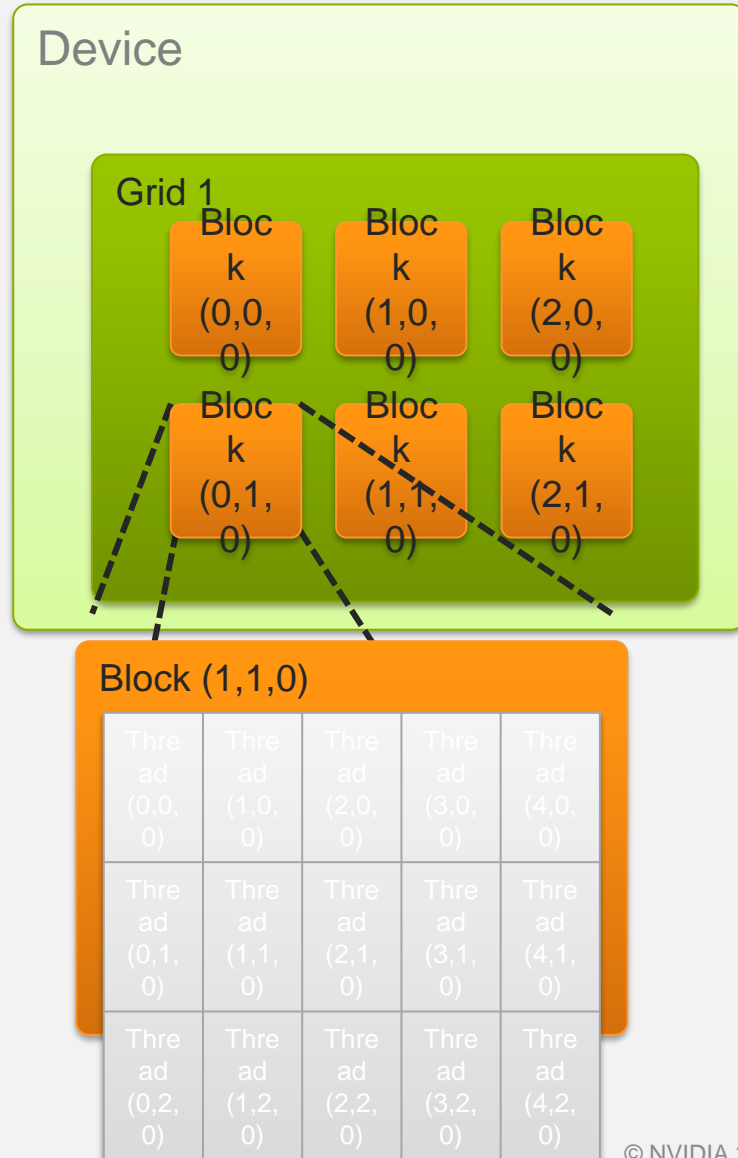 Device
Grid 1
Bloc Bloc Bloc
k k k
(0,0, (1,0, (2,0,
0) 0) 0)
Bloc Bloc Bloc
k k k
(0,1, (1,1, (2,1,
0) 0) 0)
Block (1,1,0)
Thre Thre Thre Thre Thre
ad ad ad ad ad
(0,0, (1,0, (2,0, (3,0, (4,0,
0) 0) 0) 0) 0)
Thre Thre Thre Thre Thre
ad ad ad ad ad
(0,1, (1,1, (2,1, (3,1, (4,1,
0) 0) 0) 0) 0)
Thre Thre Thre Thre Thre
ad ad ad ad ad
(0,2, (1,2, (2,2, (3,2, (4,2,
0) 0) 0) 0) 0)
© NVIDIA